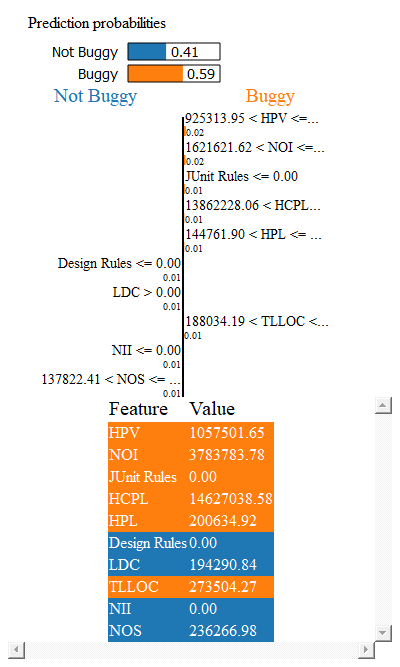 Prediction probabilities
Not Buggy 0.41
Buggy 0.59
Not Buggy Buggy
925313.95 < HPV <=...
0.02
1621621.62 < NOI <=...
0.02
JUnit Rules <= 0.00
0.01
13862228.06 < HCPL...
0.01
144761.90 < HPL <= ...
0.01
Design Rules <= 0.00
0.01
LDC > 0.00
0.01
188034.19 < TLLOC <...
0.01
NII <= 0.00
0.01
137822.41 < NOS <= ...
0.01
Feature Value
HPV 1057501.65
NOI 3783783.78
JUnit Rules 0.00
HCPL 14627038.58
HPL 200634.92
Design Rules 0.00
LDC 194290.84
TLLOC 273504.27
NII 0.00
NOS 236266.98